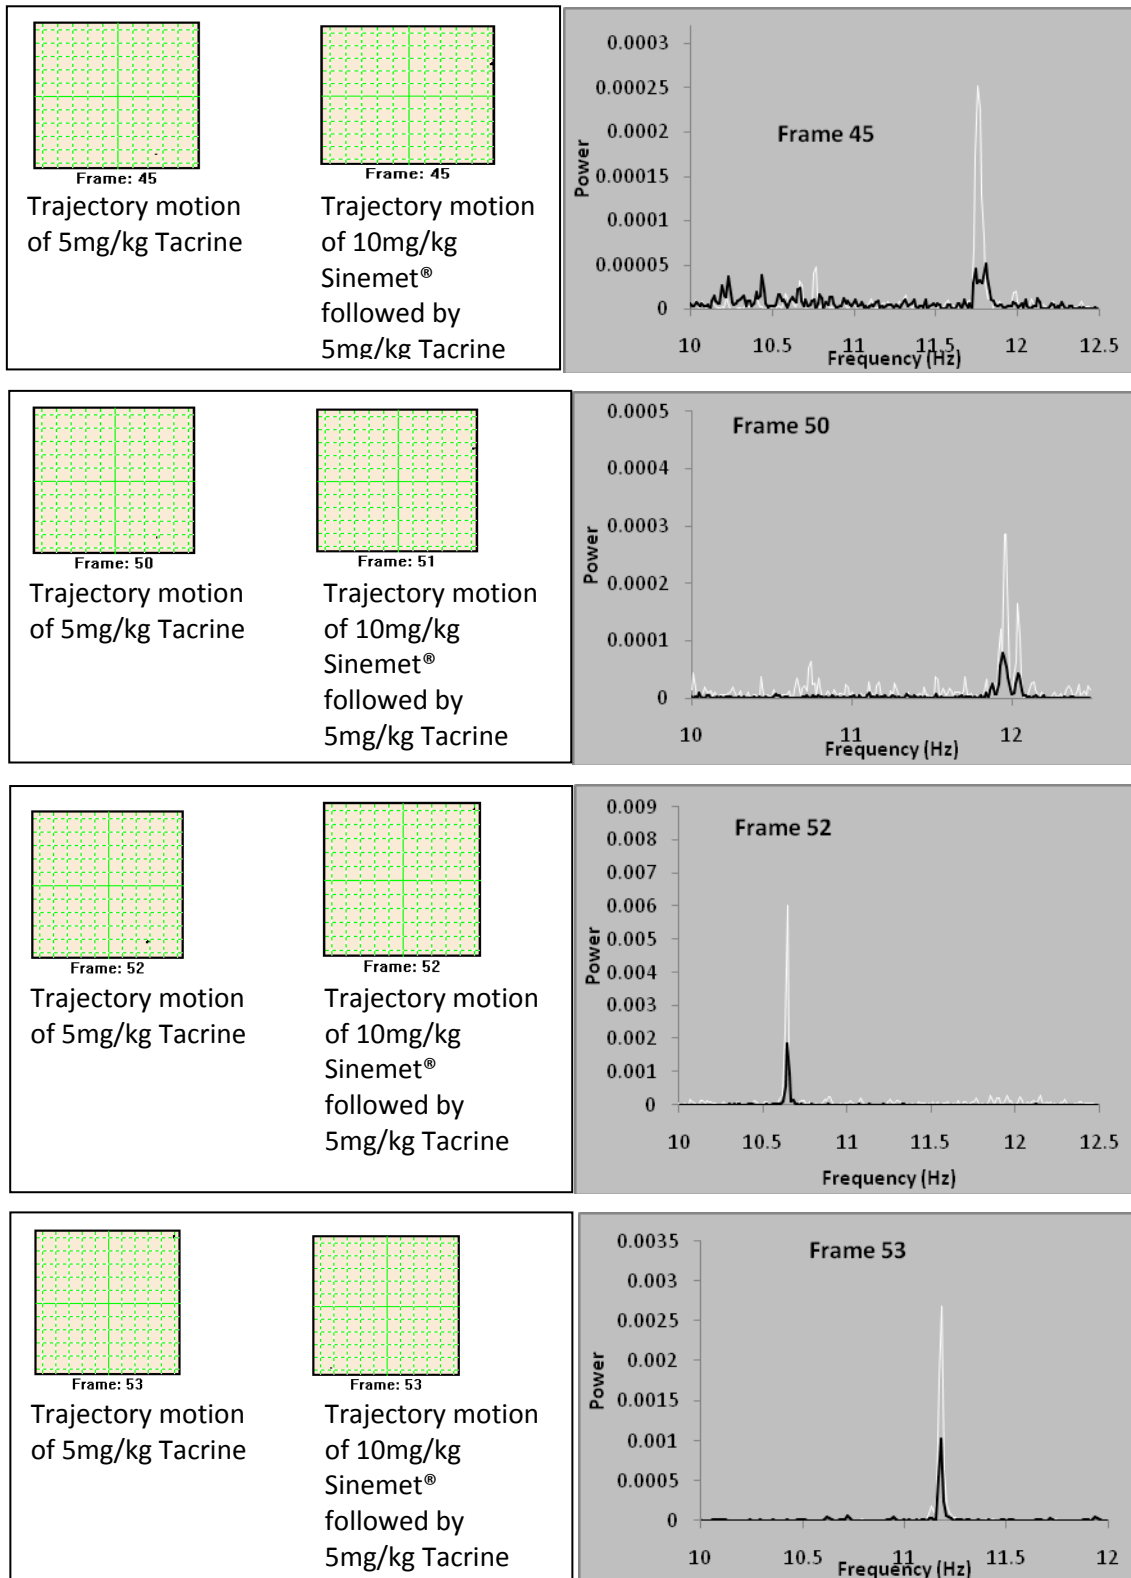 Frame: 45
Trajectory motion
of 5mg/kg Tacrine
Frame: 45
Trajectory motion
of 10mg/kg
Sinemet®
followed by
5mg/kg Tacrine
Frame 45
Power
0.0003
0.00025
0.0002
0.00015
0.0001
0.00005
0
10 10.5 11 11.5 12 12.5
Frequency (Hz)
Frame: 50
Trajectory motion
of 5mg/kg Tacrine
Frame: 51
Trajectory motion
of 10mg/kg
Sinemet®
followed by
5mg/kg Tacrine
Frame 50
Power
0.0005
0.0004
0.0003
0.0002
0.0001
0
10 11 12
Frequency (Hz)
Frame: 52
Trajectory motion
of 5mg/kg Tacrine
Frame: 52
Trajectory motion
of 10mg/kg
Sinemet®
followed by
5mg/kg Tacrine
Frame 52
Power
0.009
0.008
0.007
0.006
0.005
0.004
0.003
0.002
0.001
0
10 10.5 11 11.5 12 12.5
Frequency (Hz)
Frame: 53
Trajectory motion
of 5mg/kg Tacrine
Frame: 53
Trajectory motion
of 10mg/kg
Sinemet®
followed by
5mg/kg Tacrine
Frame 53
Power
0.0035
0.003
0.0025
0.002
0.0015
0.001
0.0005
0
10 10.5 11 11.5 12
Frequency (Hz)